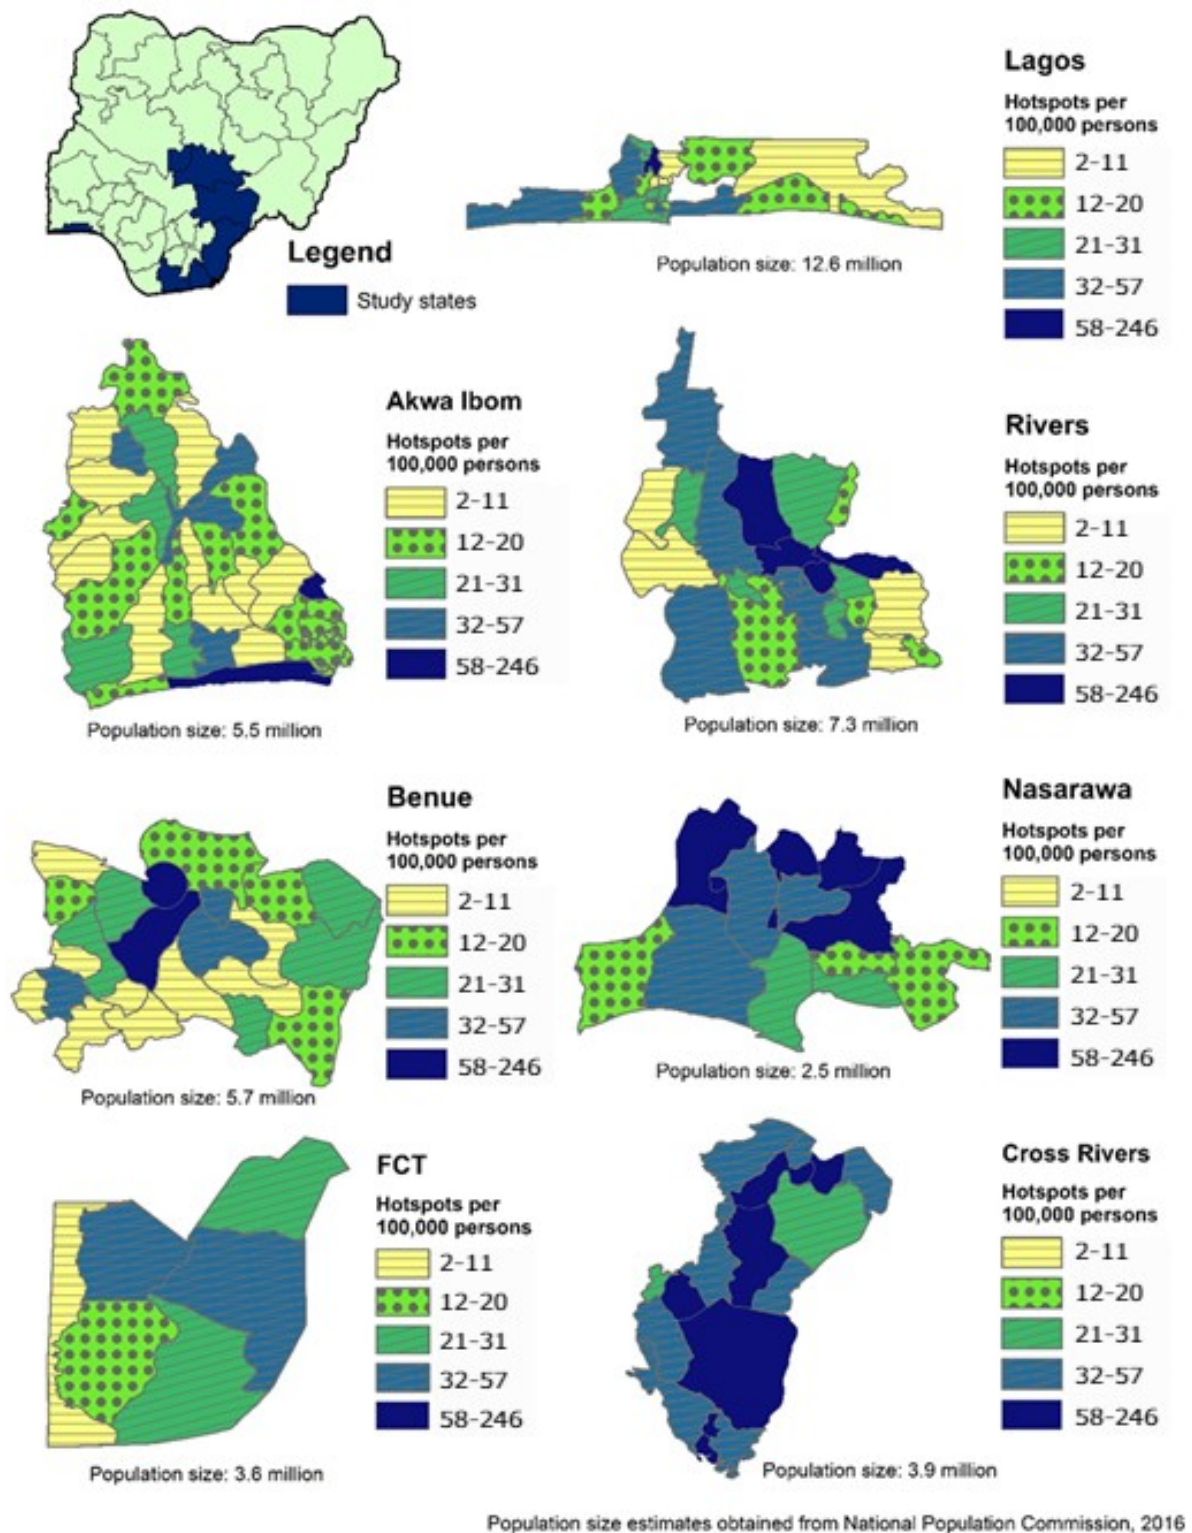 Legend
Study states
Lagos
Hotspots per
100,000 persons
2-11
12-20
21-31
32-57
58-246
Population size: 12.6 million
Akwa Ibom
Hotspots per
100,000 persons
2-11
12-20
21-31
32-57
58-246
Population size: 5.5 million
Rivers
Hotspots per
100,000 persons
2-11
12-20
21-31
32-57
58-246
Population size: 7.3 million
Benue
Hotspots per
100,000 persons
2-11
12-20
21-31
32-57
58-246
Population size: 5.7 million
Nasarawa
Hotspots per
100,000 persons
2-11
12-20
21-31
32-57
58-246
Population size: 2.5 million
FCT
Hotspots per
100,000 persons
2-11
12-20
21-31
32-57
58-246
Population size: 3.6 million
Cross Rivers
Hotspots per
100,000 persons
2-11
12-20
21-31
32-57
58-246
Population size: 3.9 million
Population size estimates obtained from National Population Commission, 2016